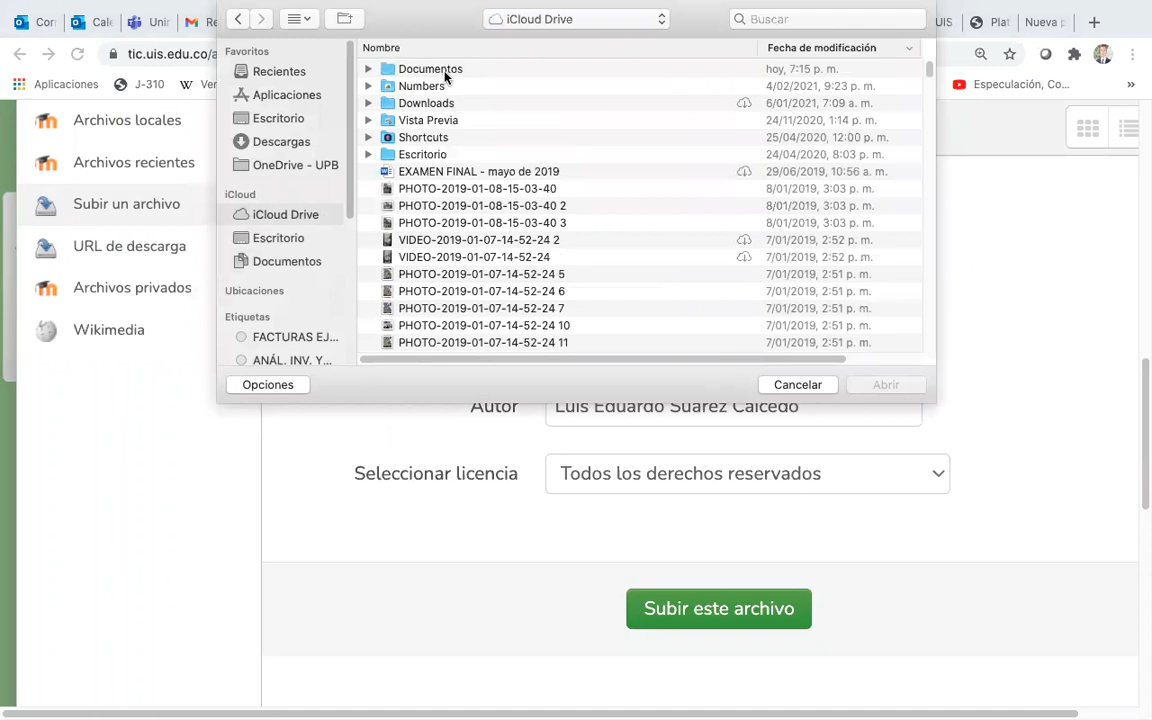 Corr
Cale
Unir
Re
iCloud Drive
Buscar
UIS
Plat
Nueva p
tic.uis.edu.co/a
Aplicaciones
J-310
Ver
Especulación, Co...
Favoritos
Recientes
Aplicaciones
Escritorio
Descargas
OneDrive - UPB
iCloud
iCloud Drive
Escritorio
Documentos
Ubicaciones
Etiquetas
FACTURAS EJ...
ANÁL. INV. Y...
Nombre
Fecha de modificación
Documentos
hoy, 7:15 p. m.
Numbers
4/02/2021, 9:23 p. m.
Downloads
6/01/2021, 7:09 a. m.
Vista Previa
24/11/2020, 1:14 p. m.
Shortcuts
25/04/2020, 12:00 p. m.
Escritorio
24/04/2020, 8:03 p. m.
EXAMEN FINAL - mayo de 2019
29/06/2019, 10:56 a. m.
PHOTO-2019-01-08-15-03-40
8/01/2019, 3:03 p. m.
PHOTO-2019-01-08-15-03-40 2
8/01/2019, 3:03 p. m.
PHOTO-2019-01-08-15-03-40 3
8/01/2019, 3:03 p. m.
VIDEO-2019-01-07-14-52-24 2
7/01/2019, 2:52 p. m.
VIDEO-2019-01-07-14-52-24
7/01/2019, 2:52 p. m.
PHOTO-2019-01-07-14-52-24 5
7/01/2019, 2:51 p. m.
PHOTO-2019-01-07-14-52-24 6
7/01/2019, 2:51 p. m.
PHOTO-2019-01-07-14-52-24 7
7/01/2019, 2:51 p. m.
PHOTO-2019-01-07-14-52-24 10
7/01/2019, 2:51 p. m.
PHOTO-2019-01-07-14-52-24 11
7/01/2019, 2:51 p. m.
Opciones
Cancelar
Abrir
Archivos locales
Archivos recientes
Subir un archivo
URL de descarga
Archivos privados
Wikimedia
Autor
Luis Eduardo Suarez Caicedo
Seleccionar licencia
Todos los derechos reservados
Subir este archivo